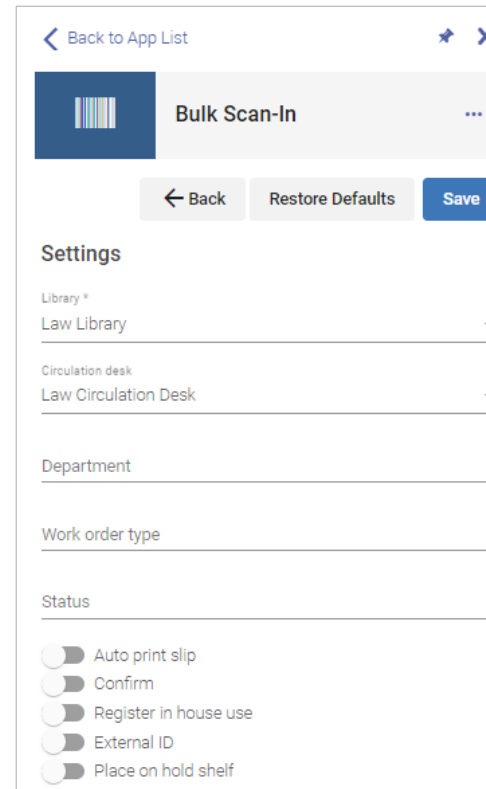 Back to App List
Bulk Scan-In
Back
Restore Defaults
Save
Settings
Library *
Law Library
Circulation desk
Law Circulation Desk
Department
Work order type
Status
Auto print slip
Confirm
Register in house use
External ID
Place on hold shelf